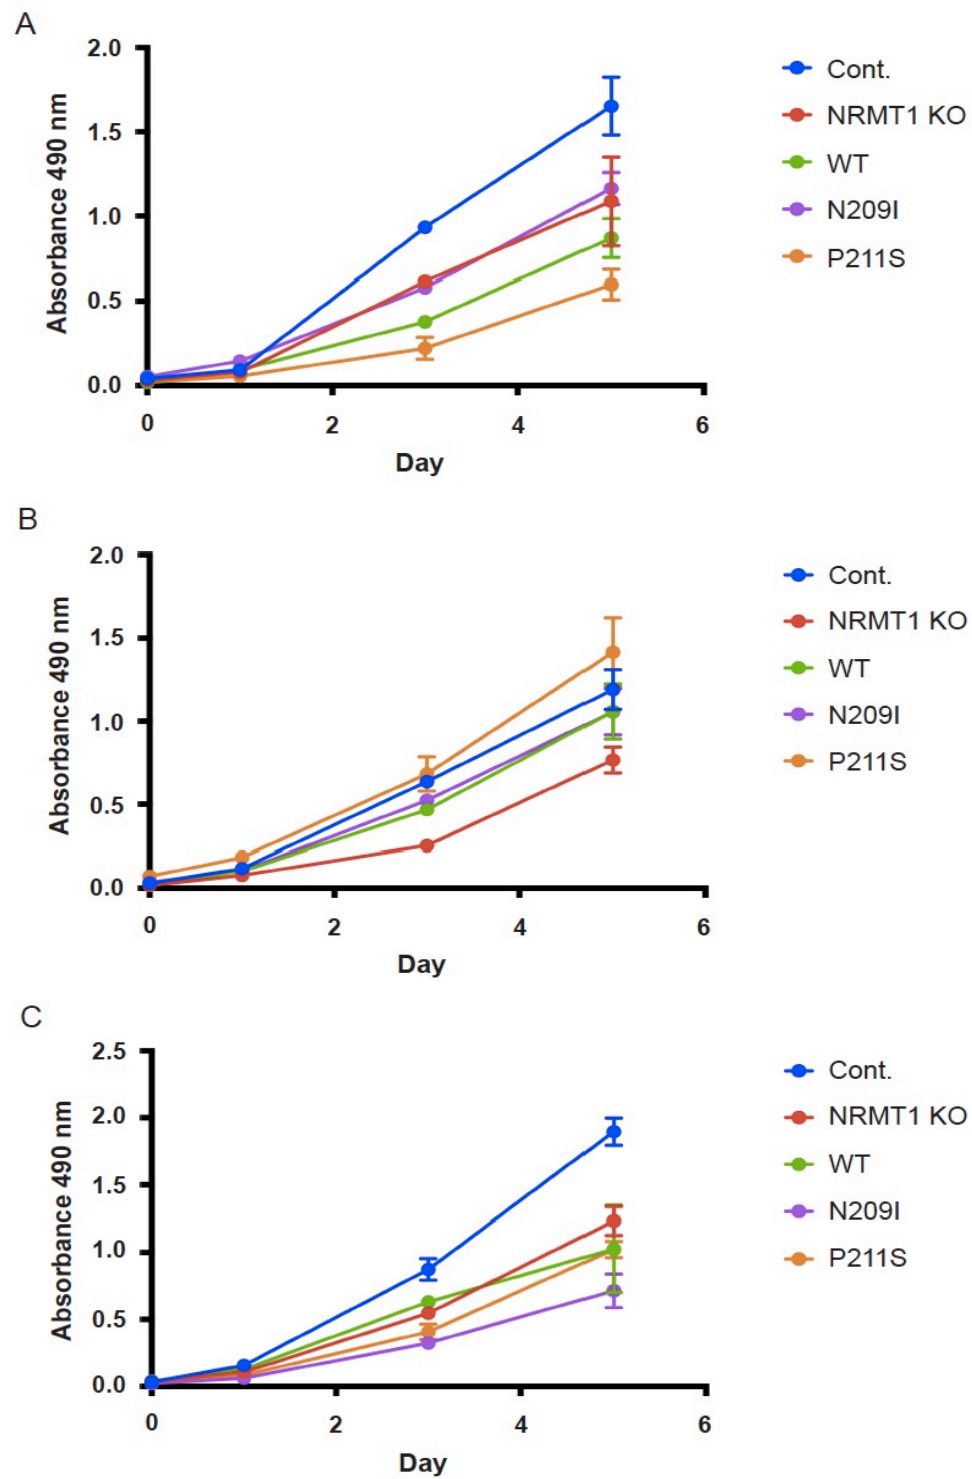 A
2.0
1.5
1.0
0.5
0.0
Absorbance 490 nm
0 2 4 6
Day
Cont.
NRMT1 KO
WT
N209I
P211S
B
2.0
1.5
1.0
0.5
0.0
Absorbance 490 nm
0 2 4 6
Day
Cont.
NRMT1 KO
WT
N209I
P211S
C
2.5
2.0
1.5
1.0
0.5
0.0
Absorbance 490 nm
0 2 4 6
Day
Cont.
NRMT1 KO
WT
N209I
P211S